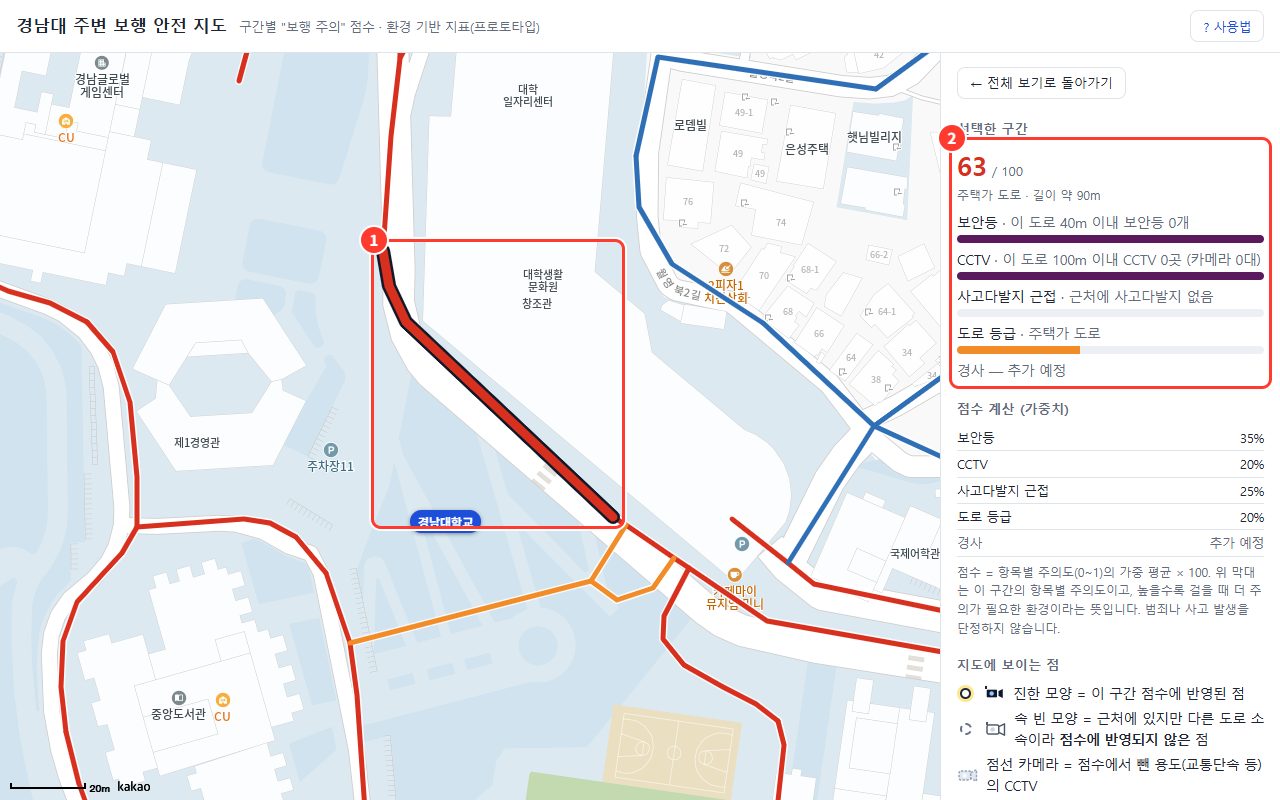 경남대 주변 보행 안전 지도
구간별 "보행 주의" 점수 · 환경 기반 지표(프로토타입)
? 사용법
경남글로벌
게임센터
CU
대학
일자리센터
42
로뎀빌
49-1
은성주택
햇님빌리지
49
49
76
74
72
66-2
70
68-1
68
64-1
66
64
34
38
34
월영북2길
1
대학생활
문화원
창조관
제1경영관
P
주차장11
경남대학교
P
국제어학관
중앙도서관
CU
20m
kakao
← 전체 보기로 돌아가기
선택한 구간
2
63 / 100
주택가 도로 · 길이 약 90m
보안등 · 이 도로 40m 이내 보안등 0개
CCTV · 이 도로 100m 이내 CCTV 0곳 (카메라 0대)
사고다발지 근접 · 근처에 사고다발지 없음
도로 등급 · 주택가 도로
경사 — 추가 예정
점수 계산 (가중치)
보안등 35%
CCTV 20%
사고다발지 근접 25%
도로 등급 20%
경사 추가 예정
점수 = 항목별 주의도(0~1)의 가중 평균 × 100. 위 막대
는 이 구간의 항목별 주의도이고, 높을수록 걸을 때 더 주
의가 필요한 환경이라는 뜻입니다. 범죄나 사고 발생을
단정하지 않습니다.
지도에 보이는 점
진한 모양 = 이 구간 점수에 반영된 점
속 빈 모양 = 근처에 있지만 다른 도로 소
속이라 점수에 반영되지 않은 점
점선 카메라 = 점수에서 뺀 용도(교통단속 등)
의 CCTV